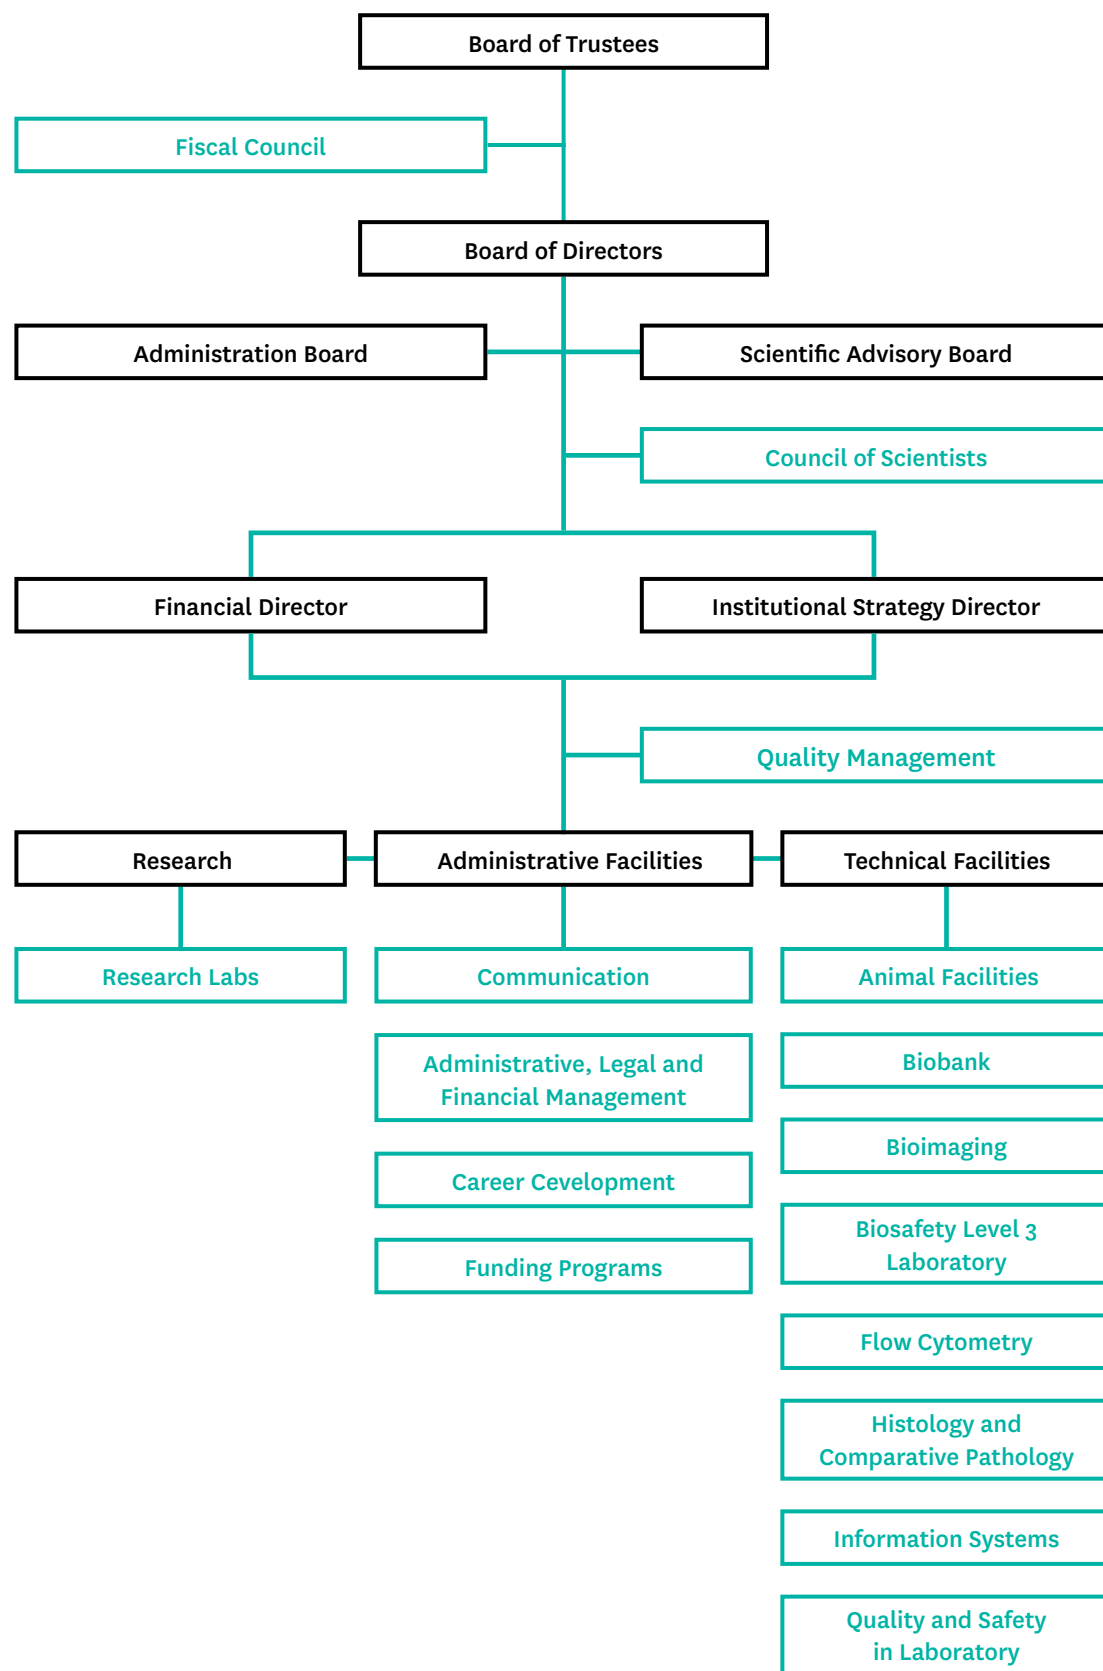 Board of Trustees
Fiscal Council
Board of Directors
Administration Board
Scientific Advisory Board
Council of Scientists
Financial Director
Institutional Strategy Director
Quality Management
Research
Administrative Facilities
Technical Facilities
Research Labs
Communication
Animal Facilities
Administrative, Legal and
Financial Management
Biobank
Bioimaging
Career Cevelopment
Biosafety Level 3
Laboratory
Funding Programs
Flow Cytometry
Histology and
Comparative Pathology
Information Systems
Quality and Safety
in Laboratory